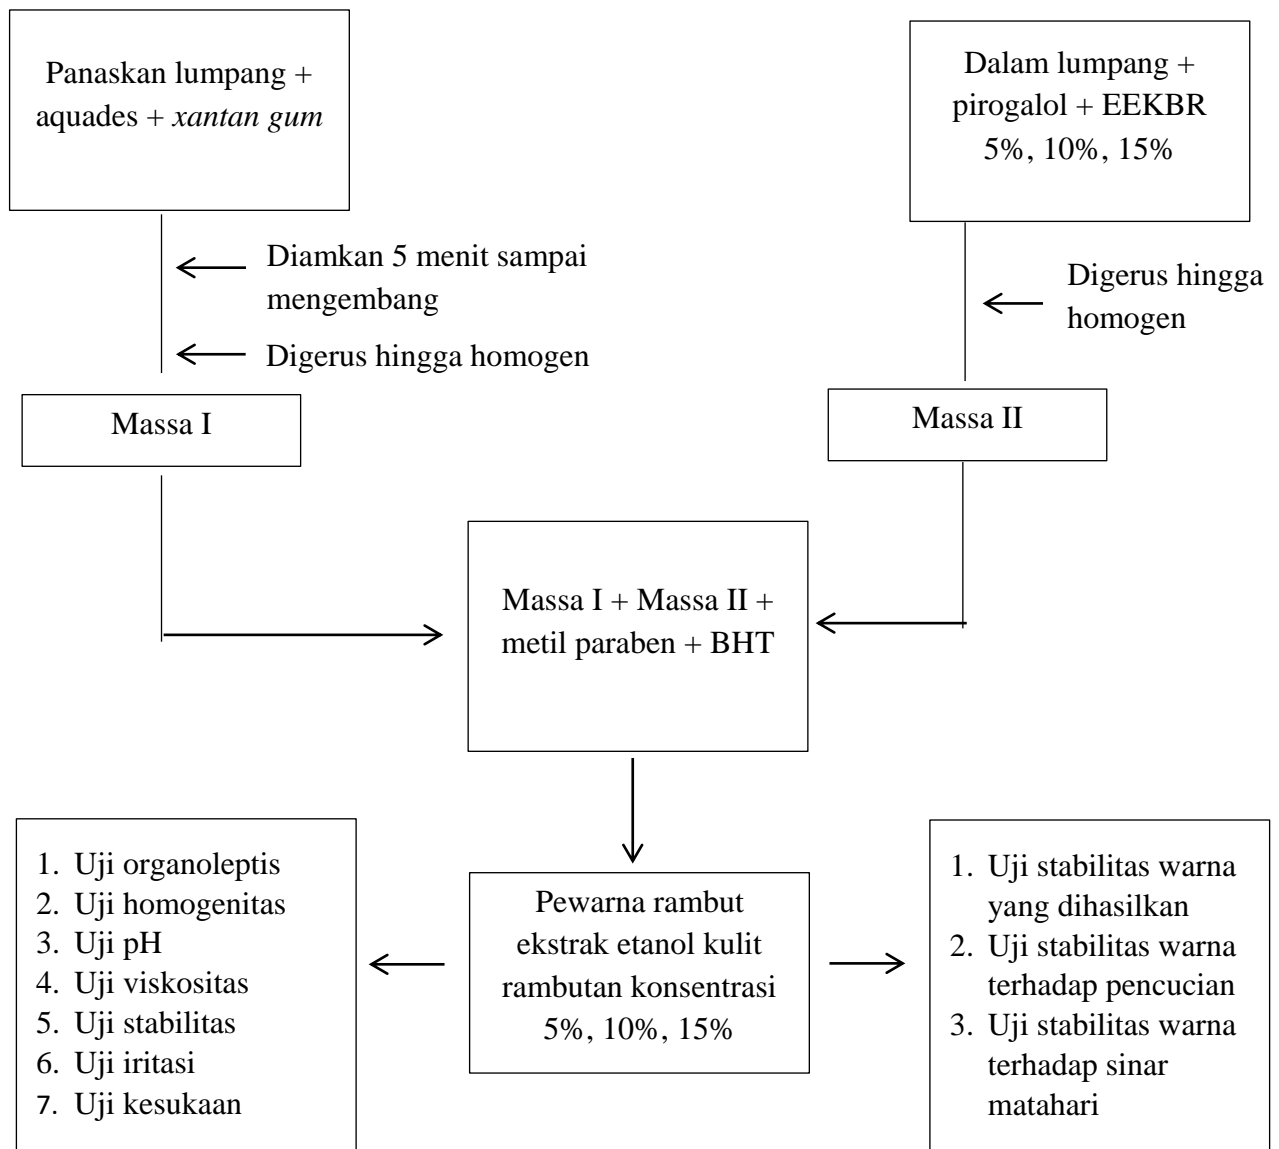 Panaskan lumpang +
aquades + xantan gum
Dalam lumpang +
pirogalol + EEKBR
5%, 10%, 15%
Diamkan 5 menit sampai
mengembang
Digerus hingga homogen
Digerus hingga
homogen
Massa I
Massa II
Massa I + Massa II +
metil paraben + BHT
1. Uji organoleptis
2. Uji homogenitas
3. Uji pH
4. Uji viskositas
5. Uji stabilitas
6. Uji iritasi
7. Uji kesukaan
Pewarna rambut
ekstrak etanol kulit
rambutan konsentrasi
5%, 10%, 15%
1. Uji stabilitas warna
yang dihasilkan
2. Uji stabilitas warna
terhadap pencucian
3. Uji stabilitas warna
terhadap sinar
matahari